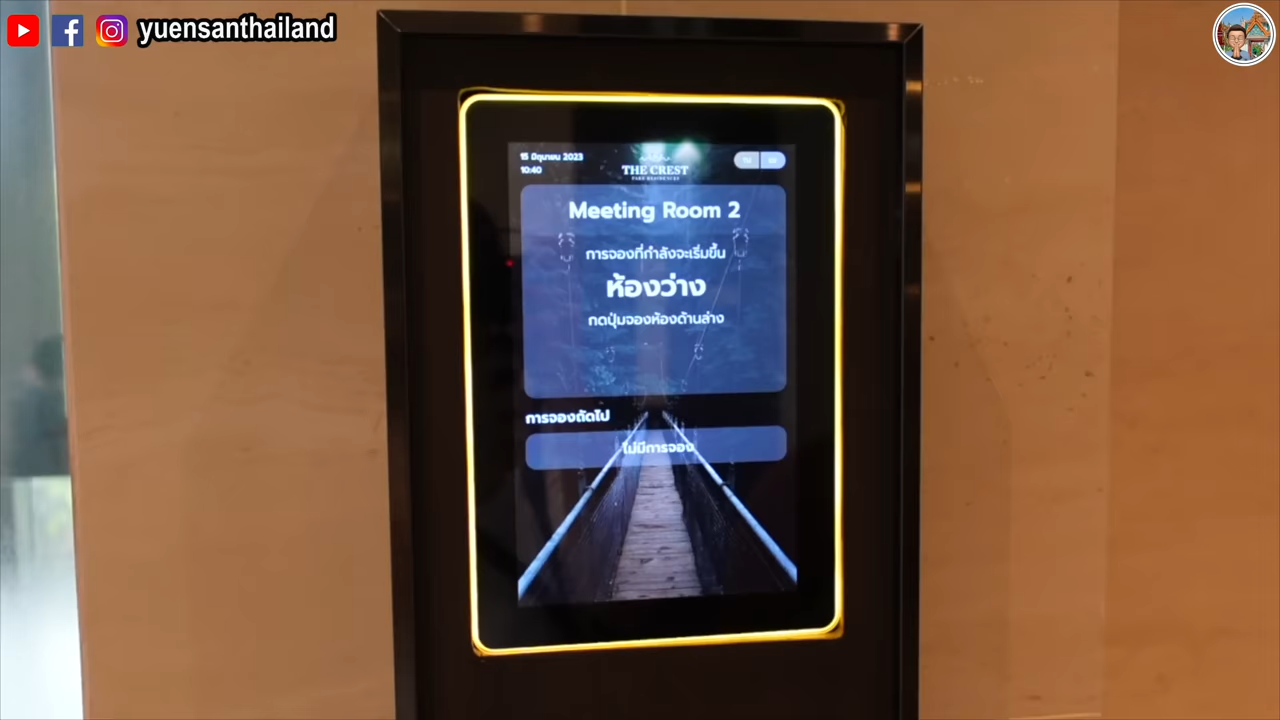 yuensanthailand
15 มิถุนายน 2023
10:40
THE CREST
PARK RESIDENCES
Meeting Room 2
การจองที่กำลังจะเริ่มขึ้น
ห้องว่าง
กดปุ่มจองห้องด้านล่าง
การจองถัดไป
ไม่มีการจอง